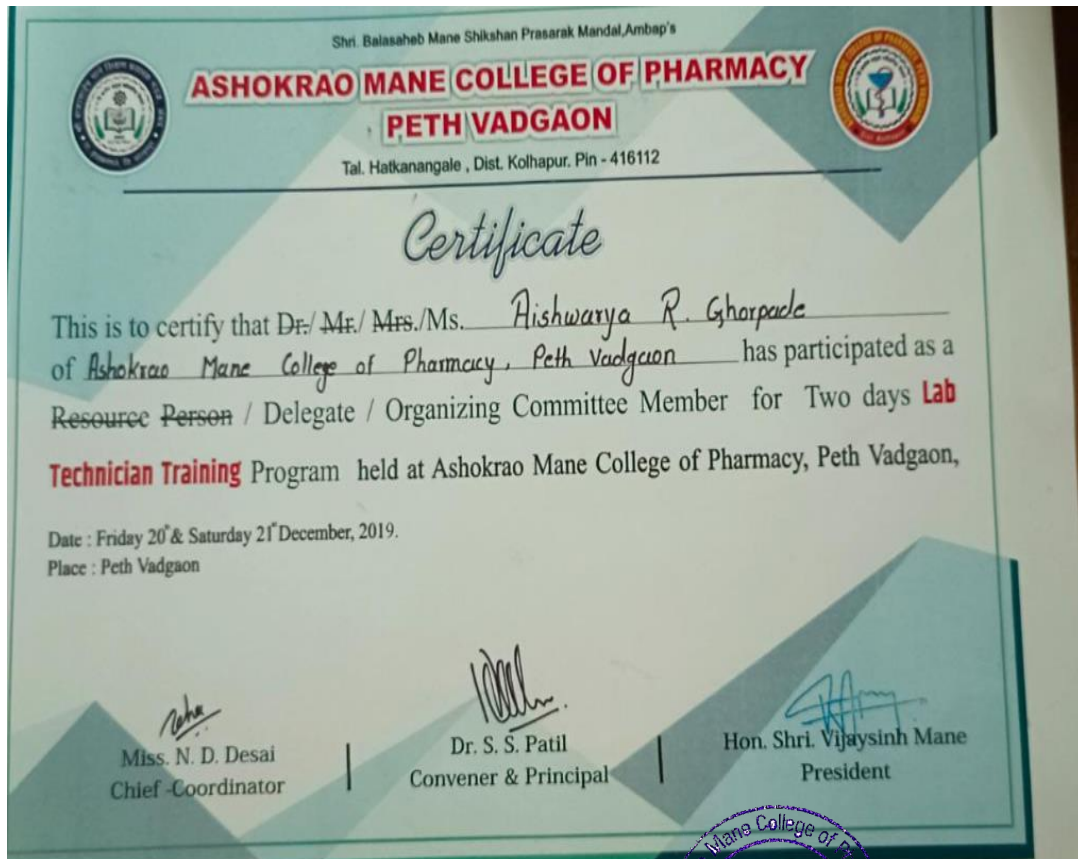 Shri. Balasaheb Mane Shikshan Prasarak Mandal,Ambap's
ASHOKRAO MANE COLLEGE OF PHARMACY
PETH VADGAON
Tal. Hatkanangale , Dist. Kolhapur. Pin - 416112
Certificate
This is to certify that Dr./ Mr./ Mrs./Ms. Aishwarya R. Ghorpade
of Ashokrao Mane College of Pharmacy, Peth Vadgaon has participated as a
Resource Person / Delegate / Organizing Committee Member for Two days Lab
Technician Training Program held at Ashokrao Mane College of Pharmacy, Peth Vadgaon,
Date : Friday 20" & Saturday 21" December, 2019.
Place : Peth Vadgaon
Miss. N. D. Desai
Chief -Coordinator
Dr. S. S. Patil
Convener & Principal
Hon. Shri. Vijaysinh Mane
President
Mane College of